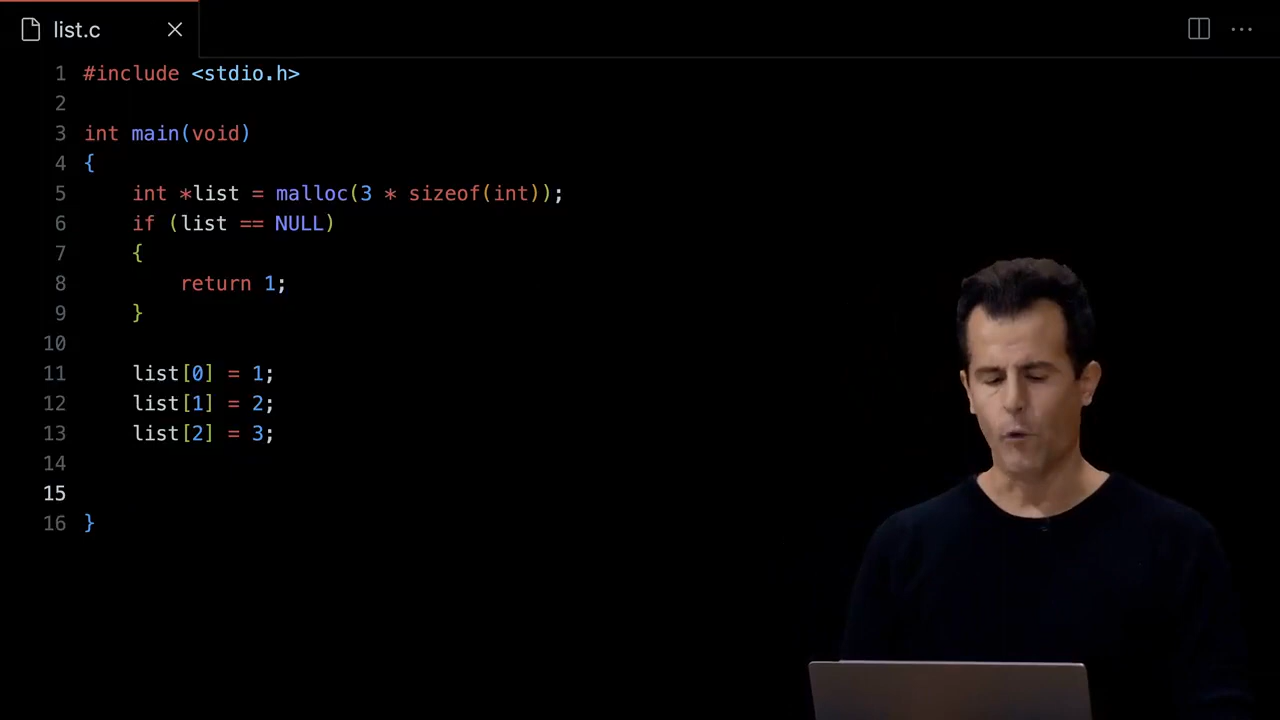 list.c
1 #include <stdio.h>
2
3 int main(void)
4 {
5     int *list = malloc(3 * sizeof(int));
6     if (list == NULL)
7     {
8         return 1;
9     }
10
11     list[0] = 1;
12     list[1] = 2;
13     list[2] = 3;
14
15
16 }